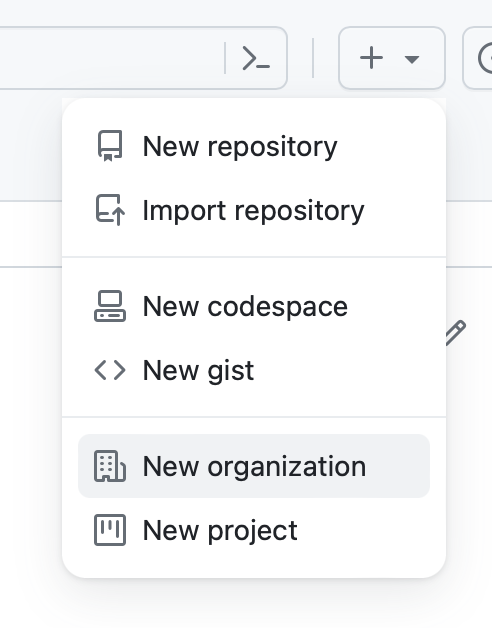 New repository
Import repository
New codespace
New gist
New organization
New project